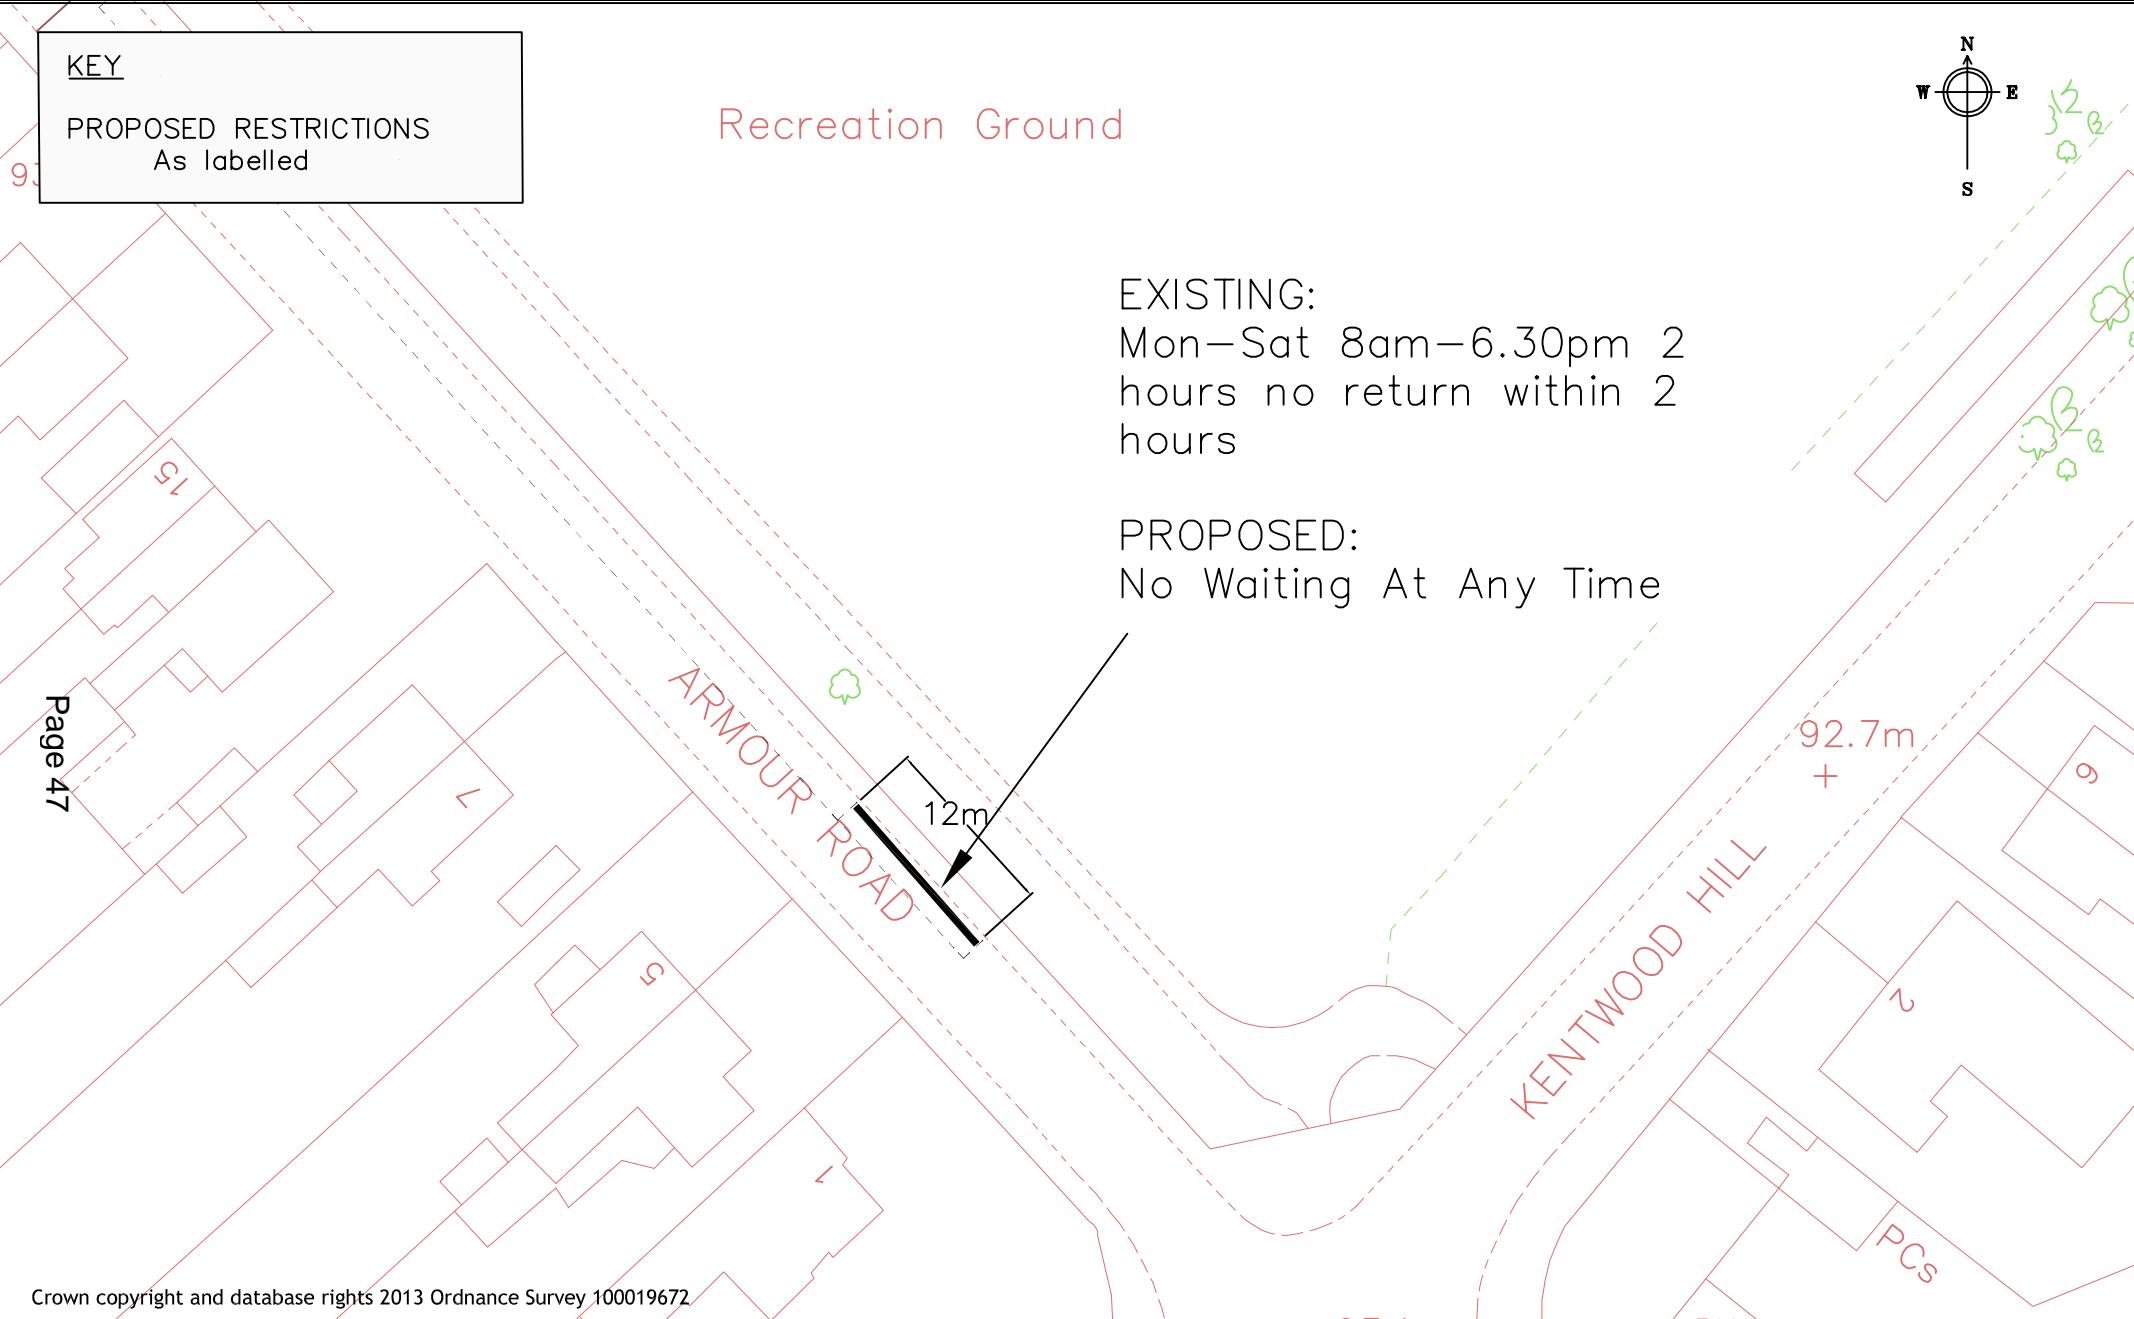 KEY
PROPOSED RESTRICTIONS
As labelled
Recreation Ground
N
W E
S
EXISTING:
Mon-Sat 8am-6.30pm 2
hours no return within 2
hours
PROPOSED:
No Waiting At Any Time
15
7
5
1
ARMOUR ROAD
12m
92.7m
KENTWOOD HILL
6
2
PCs
Page 47
Crown copyright and database rights 2013 Ordnance Survey 100019672